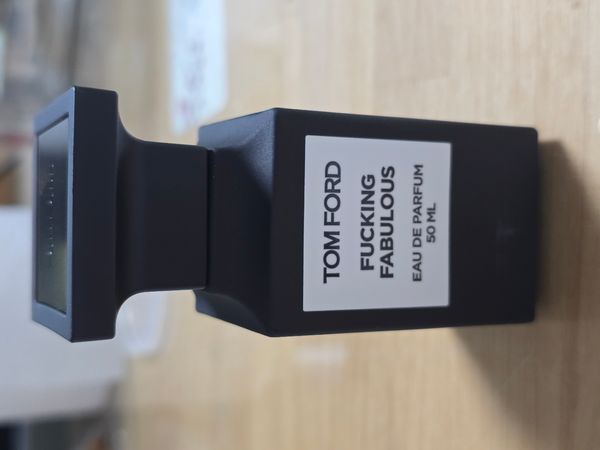 TOM FORD
FUCKING
FABULOUS
EAU DE PARFUM
50 ML